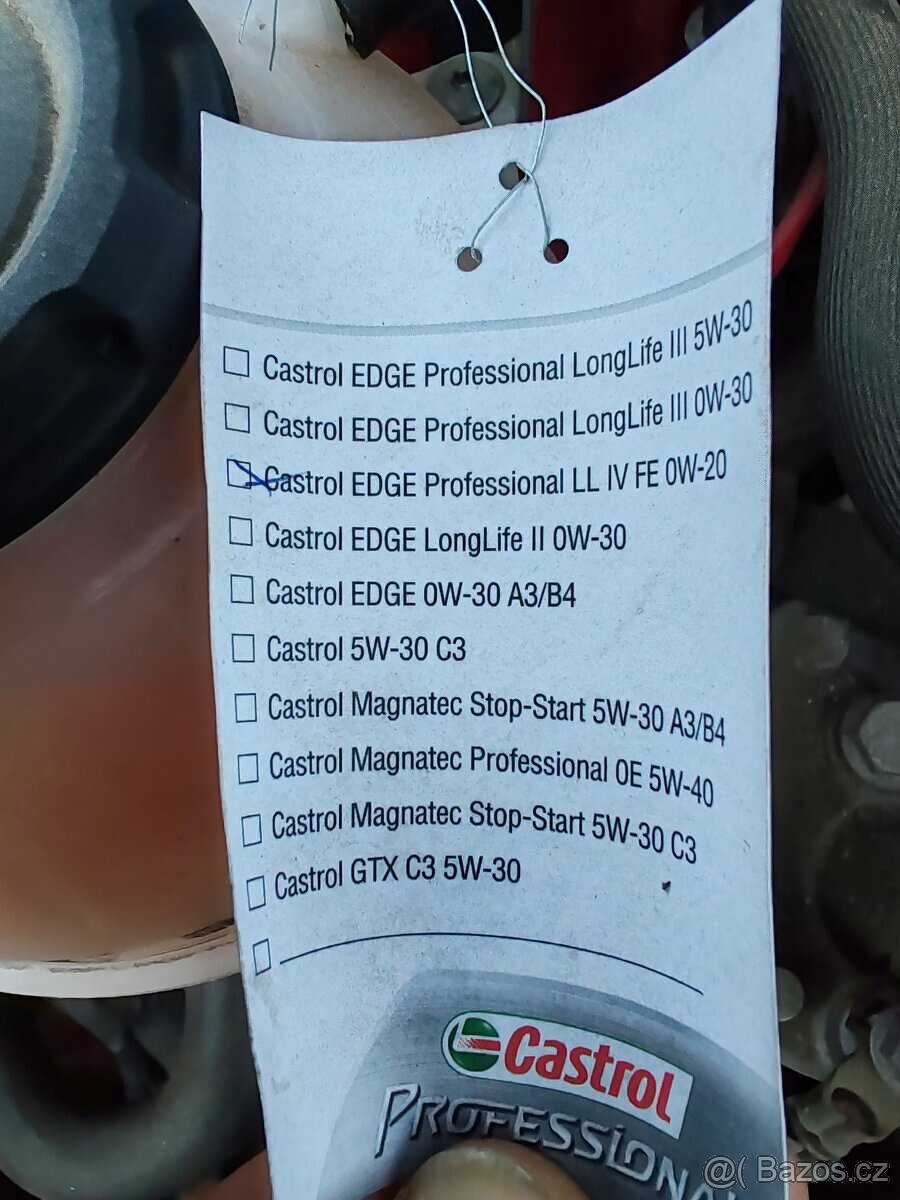 Castrol EDGE Professional LongLife III 5W-30
Castrol EDGE Professional LongLife III 0W-30
Castrol EDGE Professional LL IV FE 0W-20
Castrol EDGE LongLife II 0W-30
Castrol EDGE 0W-30 A3/B4
Castrol 5W-30 C3
Castrol Magnatec Stop-Start 5W-30 A3/B4
Castrol Magnatec Professional OE 5W-40
Castrol Magnatec Stop-Start 5W-30 C3
Castrol GTX C3 5W-30
Castrol
PROFESSIONA
@( Bazos.cz